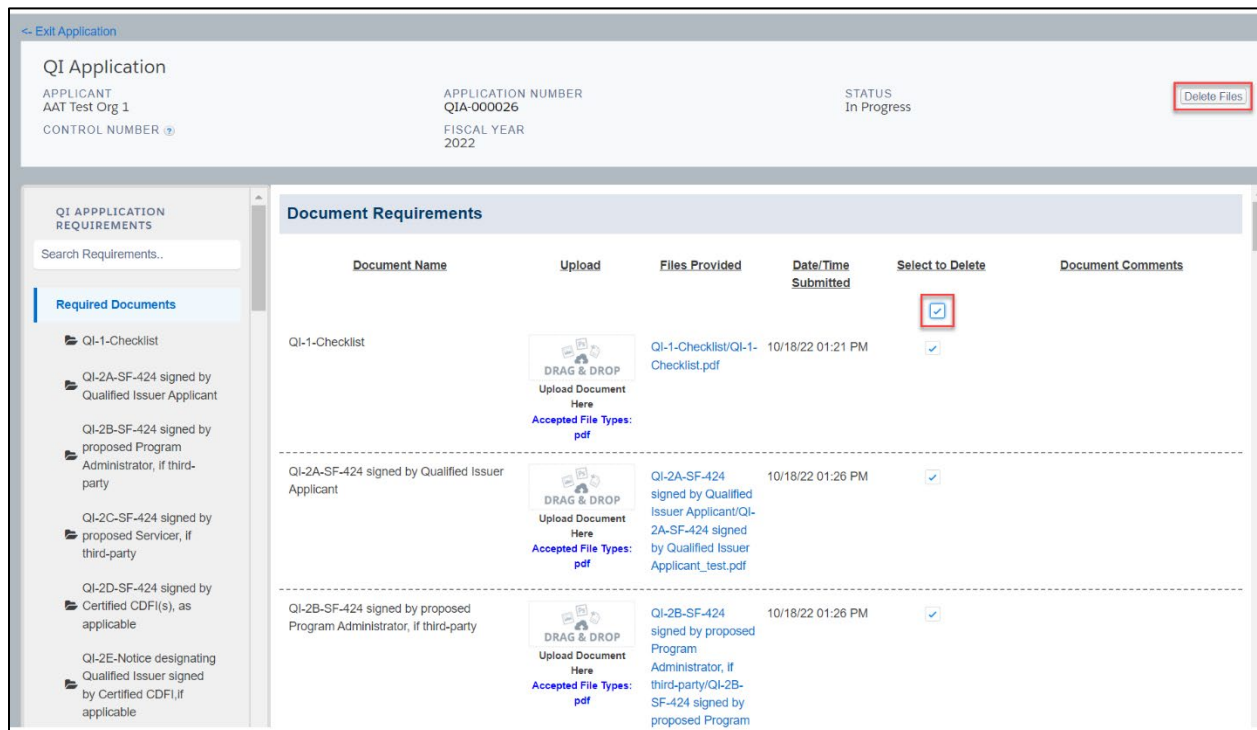 <- Exit Application
QI Application
APPLICANT
AAT Test Org 1
APPLICATION NUMBER
QIA-000026
STATUS
In Progress
Delete Files
CONTROL NUMBER ?
FISCAL YEAR
2022
QI APPPLICATION
REQUIREMENTS
Search Requirements..
Required Documents
QI-1-Checklist
QI-2A-SF-424 signed by
Qualified Issuer Applicant
QI-2B-SF-424 signed by
proposed Program
Administrator, if third-
party
QI-2C-SF-424 signed by
proposed Servicer, if
third-party
QI-2D-SF-424 signed by
Certified CDFI(s), as
applicable
QI-2E-Notice designating
Qualified Issuer signed
by Certified CDFI,if
applicable
Document Requirements
Document Name
Upload
Files Provided
Date/Time
Submitted
Select to Delete
Document Comments
QI-1-Checklist
DRAG & DROP
Upload Document
Here
Accepted File Types:
pdf
QI-1-Checklist/QI-1-
Checklist.pdf
10/18/22 01:21 PM
QI-2A-SF-424 signed by Qualified Issuer
Applicant
DRAG & DROP
Upload Document
Here
Accepted File Types:
pdf
QI-2A-SF-424
signed by Qualified
Issuer Applicant/QI-
2A-SF-424 signed
by Qualified Issuer
Applicant_test.pdf
10/18/22 01:26 PM
QI-2B-SF-424 signed by proposed
Program Administrator, if third-party
DRAG & DROP
Upload Document
Here
Accepted File Types:
pdf
QI-2B-SF-424
signed by proposed
Program
Administrator, if
third-party/QI-2B-
SF-424 signed by
proposed Program
10/18/22 01:26 PM